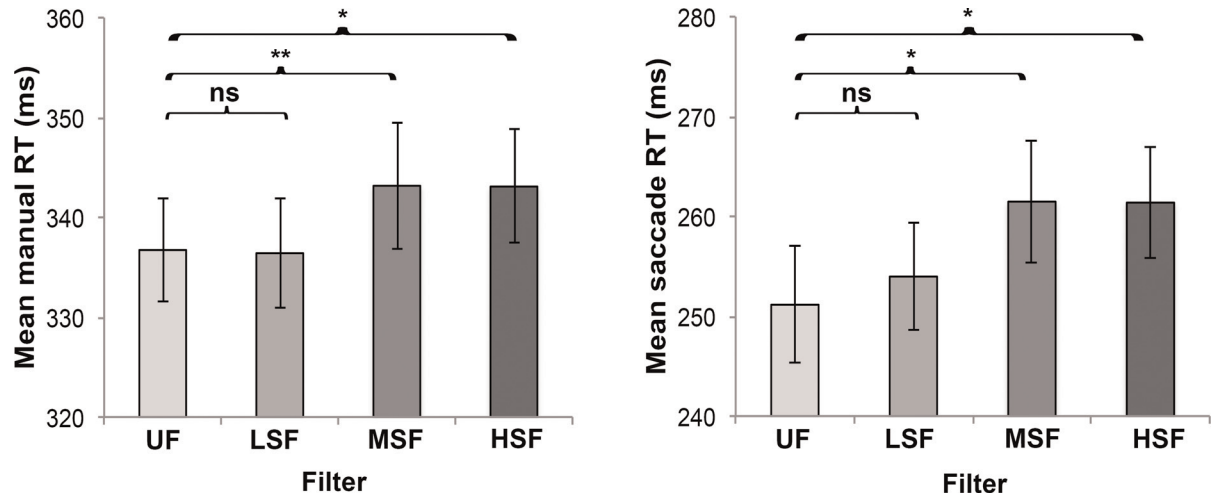 Mean manual RT (ms)
360
350
340
330
320
*
**
ns
UF LSF MSF HSF
Filter
Mean saccade RT (ms)
280
270
260
250
240
*
*
ns
UF LSF MSF HSF
Filter